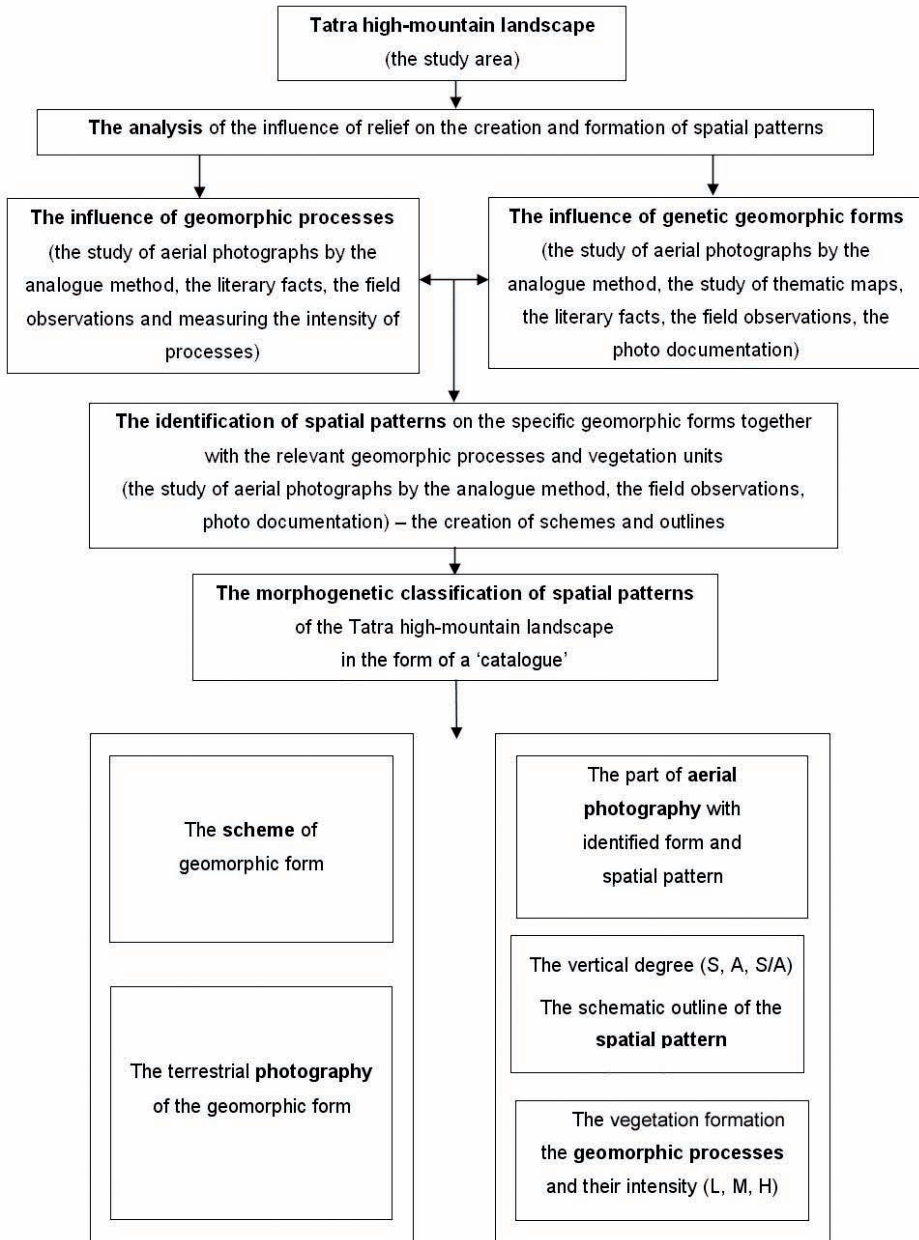 Tatra high-mountain landscape
(the study area)
The analysis of the influence of relief on the creation and formation of spatial patterns
The influence of geomorphic processes
(the study of aerial photographs by the
analogue method, the literary facts, the field
observations and measuring the intensity of
processes)
The influence of genetic geomorphic forms
(the study of aerial photographs by the
analogue method, the study of thematic maps,
the literary facts, the field observations, the
photo documentation)
The identification of spatial patterns on the specific geomorphic forms together
with the relevant geomorphic processes and vegetation units
(the study of aerial photographs by the analogue method, the field observations,
photo documentation) – the creation of schemes and outlines
The morphogenetic classification of spatial patterns
of the Tatra high-mountain landscape
in the form of a ‘catalogue’
The scheme of
geomorphic form
The terrestrial photography
of the geomorphic form
The part of aerial
photography with
identified form and
spatial pattern
The vertical degree (S, A, S/A)
The schematic outline of the
spatial pattern
The vegetation formation
the geomorphic processes
and their intensity (L, M, H)